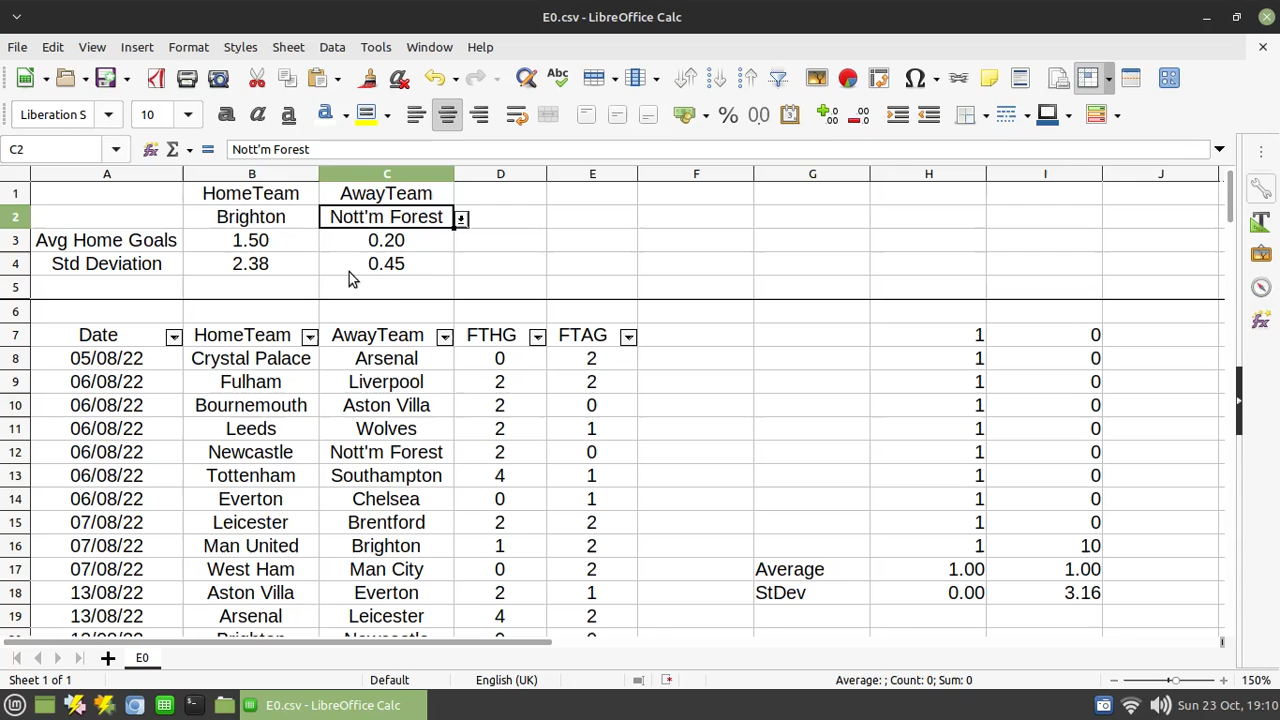 E0.csv - LibreOffice Calc
File Edit View Insert Format Styles Sheet Data Tools Window Help
Liberation S 10
C2 Nott'm Forest
A B C D E F G H I J
1 HomeTeam AwayTeam
2 Brighton Nott'm Forest
3 Avg Home Goals 1.50 0.20
4 Std Deviation 2.38 0.45
5
6
7 Date HomeTeam AwayTeam FTHG FTAG 1 0
8 05/08/22 Crystal Palace Arsenal 0 2 1 0
9 06/08/22 Fulham Liverpool 2 2 1 0
10 06/08/22 Bournemouth Aston Villa 2 0 1 0
11 06/08/22 Leeds Wolves 2 1 1 0
12 06/08/22 Newcastle Nott'm Forest 2 0 1 0
13 06/08/22 Tottenham Southampton 4 1 1 0
14 06/08/22 Everton Chelsea 0 1 1 0
15 07/08/22 Leicester Brentford 2 2 1 0
16 07/08/22 Man United Brighton 1 2 1 10
17 07/08/22 West Ham Man City 0 2 Average 1.00 1.00
18 13/08/22 Aston Villa Everton 2 1 StDev 0.00 3.16
19 13/08/22 Arsenal Leicester 4 2
E0
Sheet 1 of 1 Default English (UK) Average: ; Count: 0; Sum: 0 150%
E0.csv - LibreOffice Calc Sun 23 Oct, 19:10